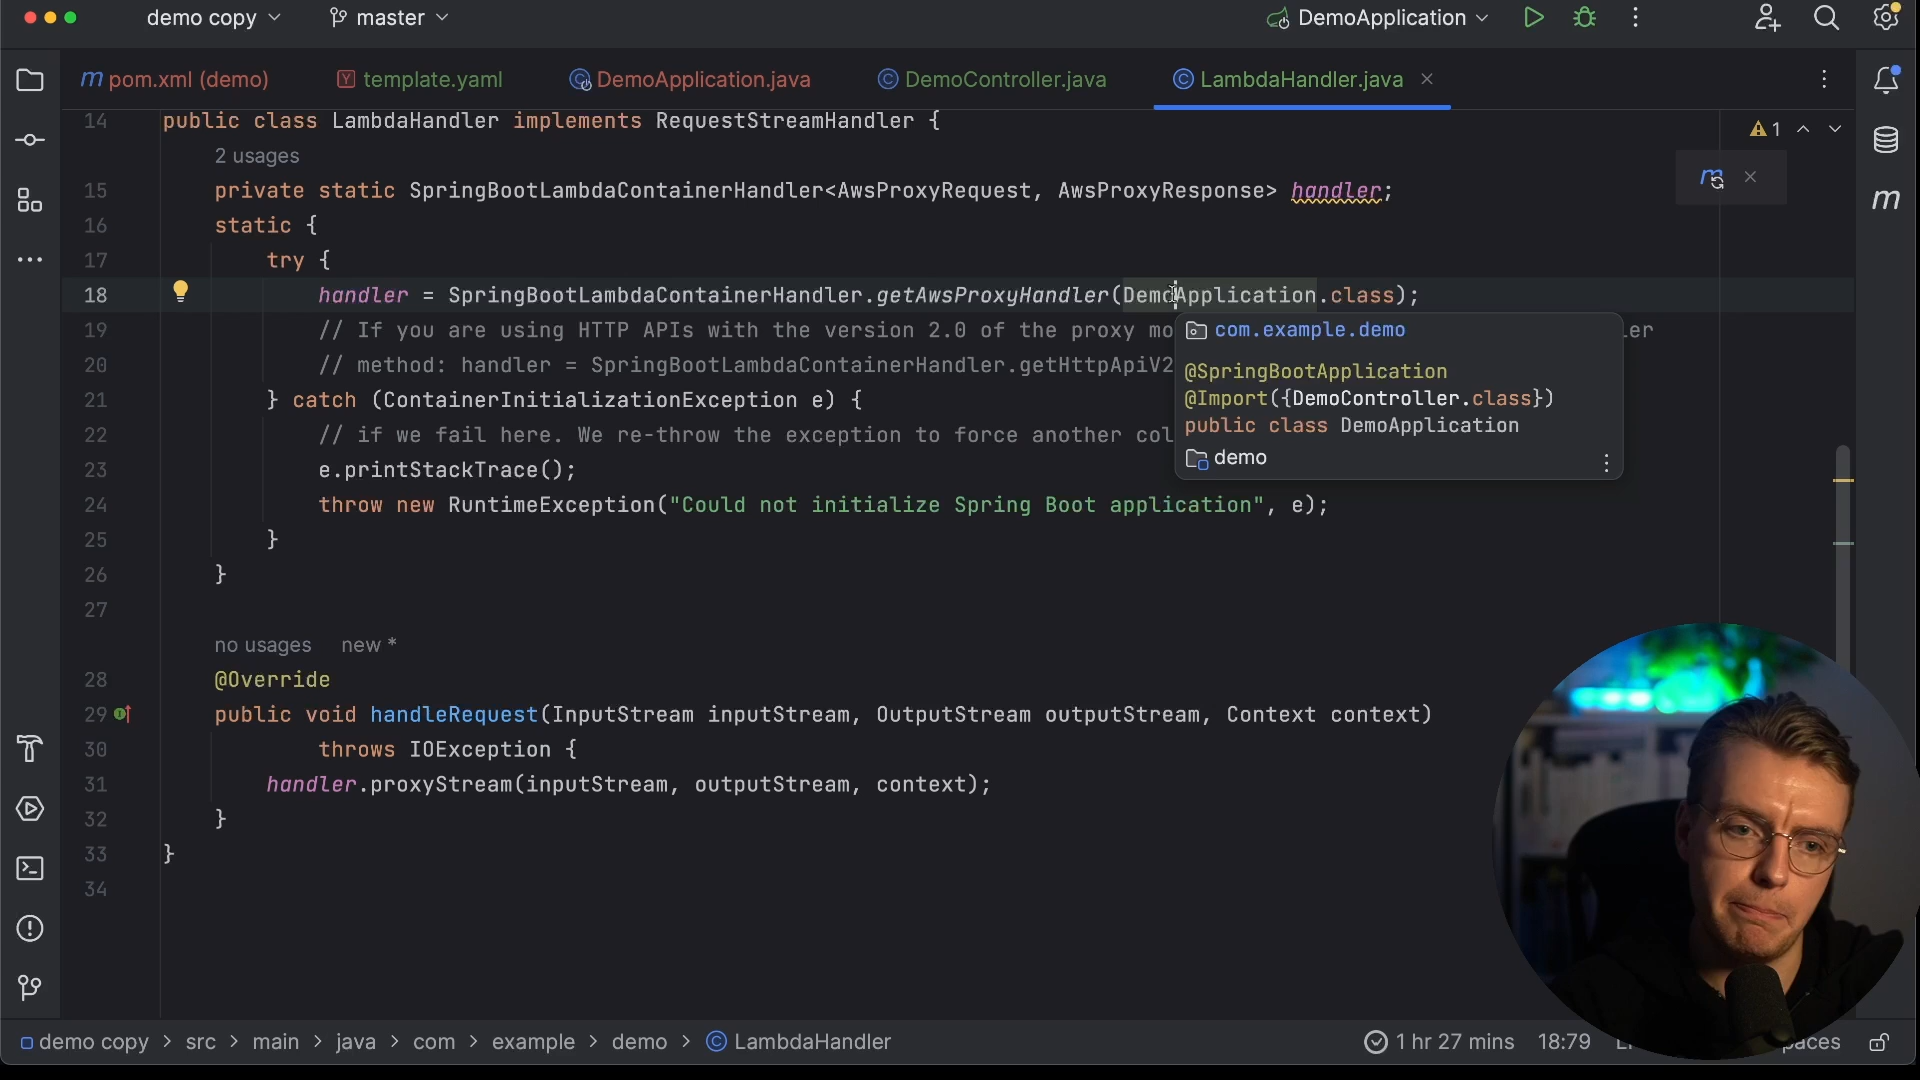 demo copy
master
DemoApplication
m pom.xml (demo)
template.yaml
DemoApplication.java
DemoController.java
LambdaHandler.java
14 public class LambdaHandler implements RequestStreamHandler {
1
2 usages
15 private static SpringBootLambdaContainerHandler<AwsProxyRequest, AwsProxyResponse> handler;
16 static {
17 try {
18 handler = SpringBootLambdaContainerHandler.getAwsProxyHandler(DemoApplication.class);
19 // If you are using HTTP APIs with the version 2.0 of the proxy mo
20 // method: handler = SpringBootLambdaContainerHandler.getHttpApiV2
com.example.demo
@SpringBootApplication
@Import({DemoController.class})
public class DemoApplication
demo
21 } catch (ContainerInitializationException e) {
22 // if we fail here. We re-throw the exception to force another col
23 e.printStackTrace();
24 throw new RuntimeException("Could not initialize Spring Boot application", e);
25 }
26 }
27
no usages new *
28 @Override
29 public void handleRequest(InputStream inputStream, OutputStream outputStream, Context context)
30 throws IOException {
31 handler.proxyStream(inputStream, outputStream, context);
32 }
33 }
34
demo copy > src > main > java > com > example > demo > LambdaHandler
1 hr 27 mins 18:79